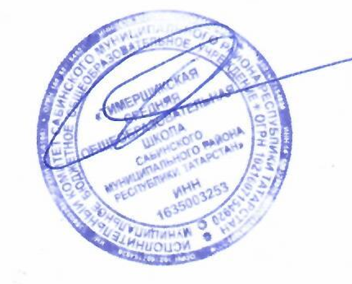 ИСПОЛНИТЕЛЬНЫЙ КОМИТЕТ САБИНСКОГО МУНИЦИПАЛЬНОГО РАЙОНА РЕСПУБЛИКИ ТАТАРСТАН
МУНИЦИПАЛЬНОЕ БЮДЖЕТНОЕ ОБЩЕОБРАЗОВАТЕЛЬНОЕ УЧРЕЖДЕНИЕ * ОГРН
«ТИМЕРШИКСКАЯ
СРЕДНЯЯ
ОБЩЕОБРАЗОВАТЕЛЬНАЯ
ШКОЛА
САБИНСКОГО
МУНИЦИПАЛЬНОГО РАЙОНА
РЕСПУБЛИКИ ТАТАРСТАН»
ИНН
1635003253